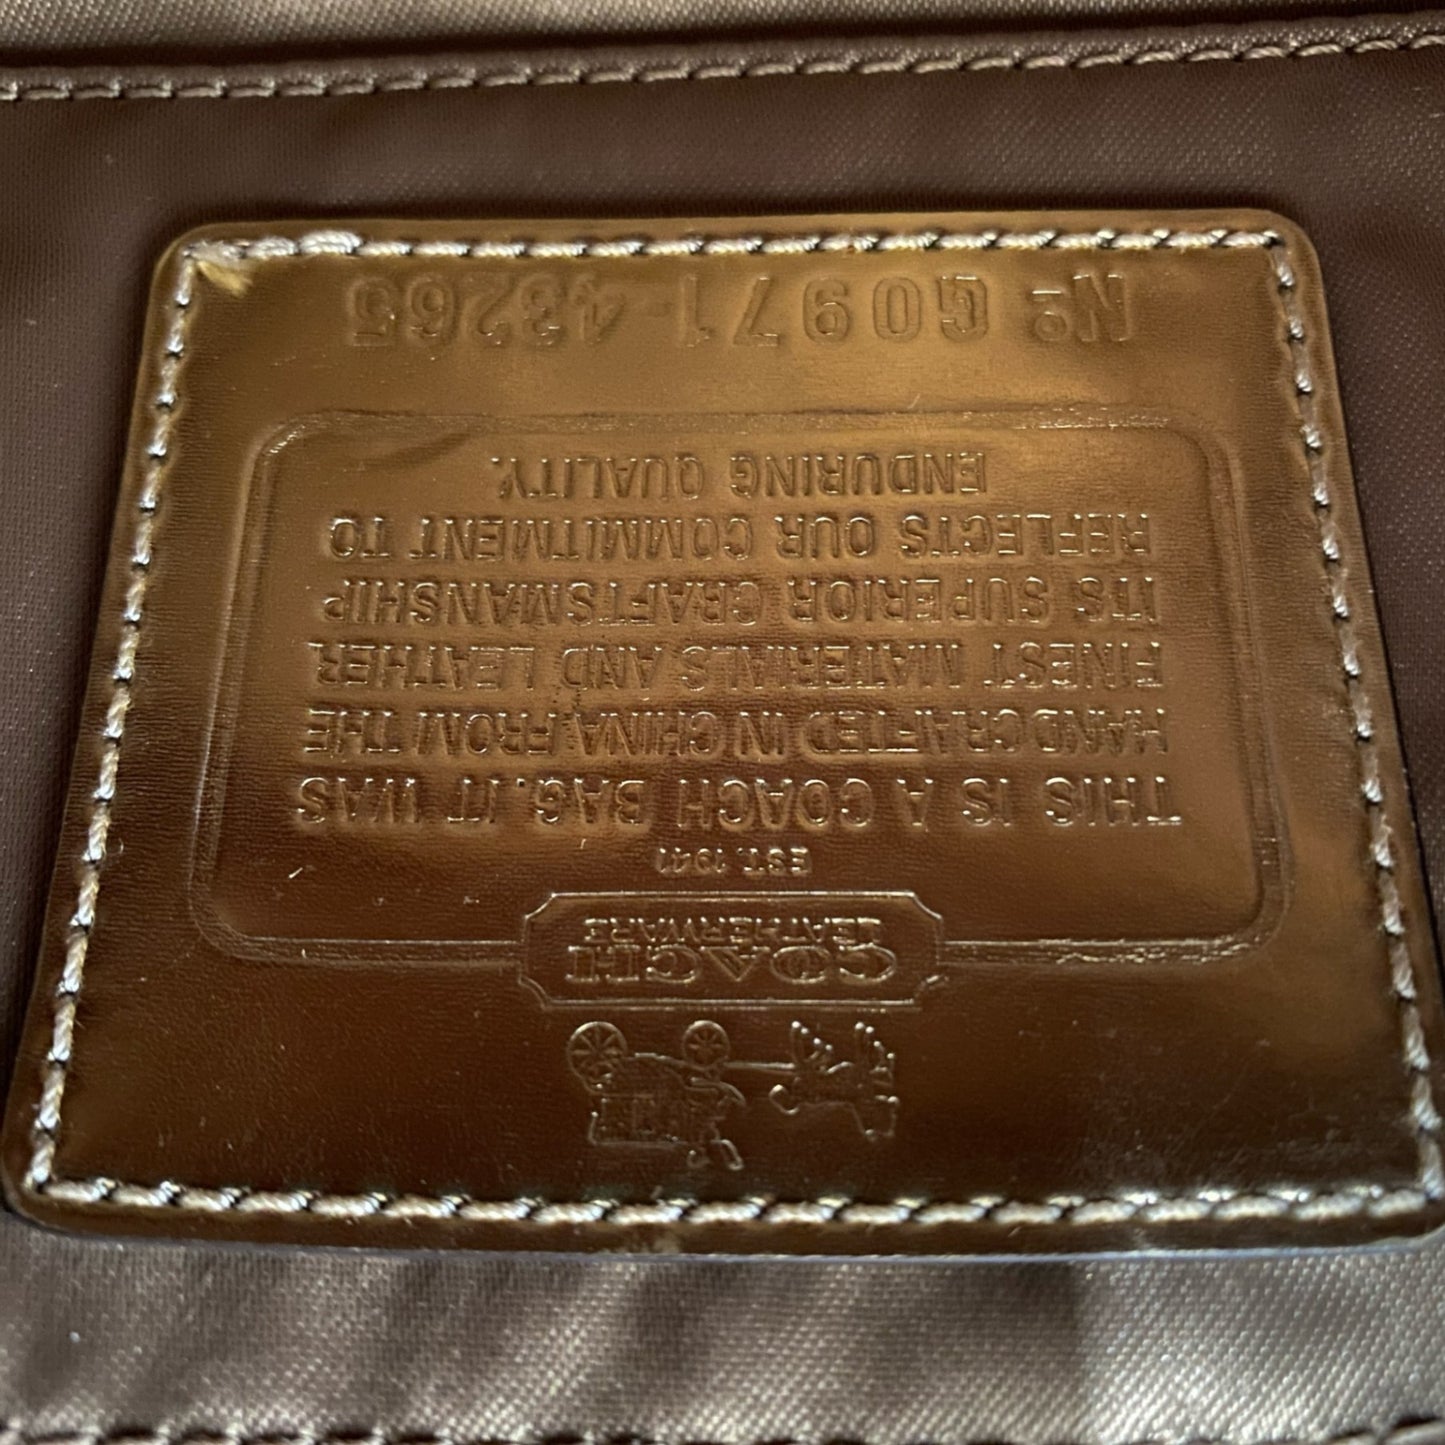 COACH
LEATHERWARE
EST. 1941
THIS IS A COACH BAG. IT WAS
HANDCRAFTED IN CHINA FROM THE
FINEST MATERIALS AND LEATHER.
ITS SUPERIOR CRAFTSMANSHIP
REFLECTS OUR COMMITMENT TO
ENDURING QUALITY.
Nº G0971-43265